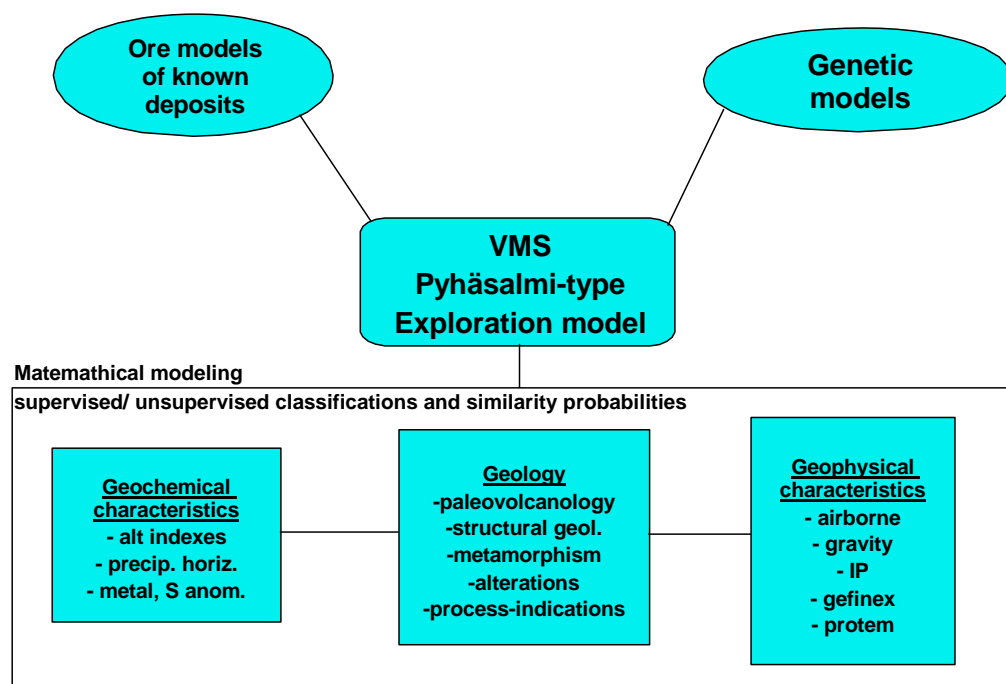 Ore models
of known
deposits
Genetic
models
VMS
Pyhäsalmi-type
Exploration model
Matemathical modeling
supervised/ unsupervised classifications and similarity probabilities
Geochemical
characteristics
- alt indexes
- precip. horiz.
- metal, S anom.
Geology
-paleovolcanology
-structural geol.
-metamorphism
-alterations
-process-indications
Geophysical
characteristics
- airborne
- gravity
- IP
- gefinex
- protem